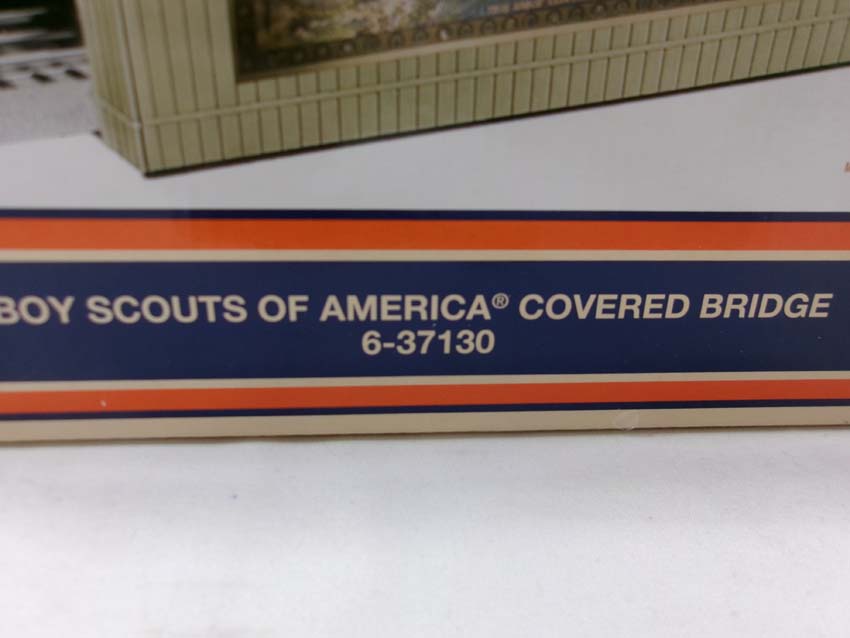 BOY SCOUTS OF AMERICA® COVERED BRIDGE
6-37130